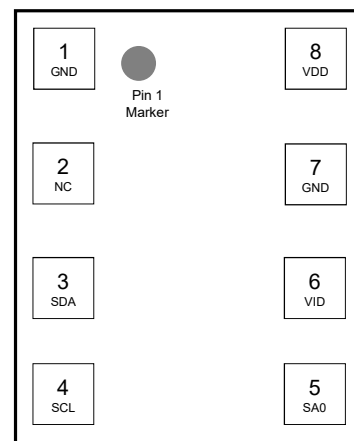 1
GND
Pin 1
Marker
8
VDD
2
NC
7
GND
3
SDA
6
VID
4
SCL
5
SA0